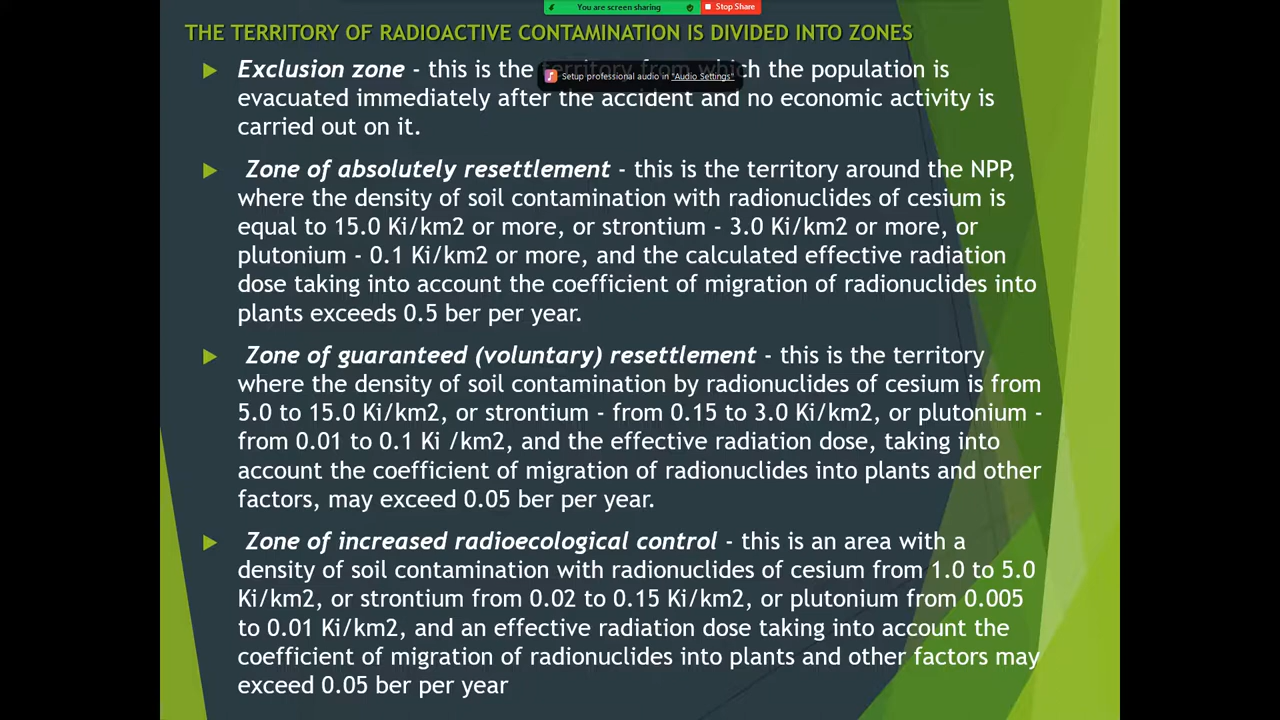 You are screen sharing
Stop Share
THE TERRITORY OF RADIOACTIVE CONTAMINATION IS DIVIDED INTO ZONES
Exclusion zone - this is the territory from which the population is
Setup professional audio in "Audio Settings"
evacuated immediately after the accident and no economic activity is
carried out on it.
Zone of absolutely resettlement - this is the territory around the NPP,
where the density of soil contamination with radionuclides of cesium is
equal to 15.0 Ki/km2 or more, or strontium - 3.0 Ki/km2 or more, or
plutonium - 0.1 Ki/km2 or more, and the calculated effective radiation
dose taking into account the coefficient of migration of radionuclides into
plants exceeds 0.5 ber per year.
Zone of guaranteed (voluntary) resettlement - this is the territory
where the density of soil contamination by radionuclides of cesium is from
5.0 to 15.0 Ki/km2, or strontium - from 0.15 to 3.0 Ki/km2, or plutonium -
from 0.01 to 0.1 Ki /km2, and the effective radiation dose, taking into
account the coefficient of migration of radionuclides into plants and other
factors, may exceed 0.05 ber per year.
Zone of increased radioecological control - this is an area with a
density of soil contamination with radionuclides of cesium from 1.0 to 5.0
Ki/km2, or strontium from 0.02 to 0.15 Ki/km2, or plutonium from 0.005
to 0.01 Ki/km2, and an effective radiation dose taking into account the
coefficient of migration of radionuclides into plants and other factors may
exceed 0.05 ber per year